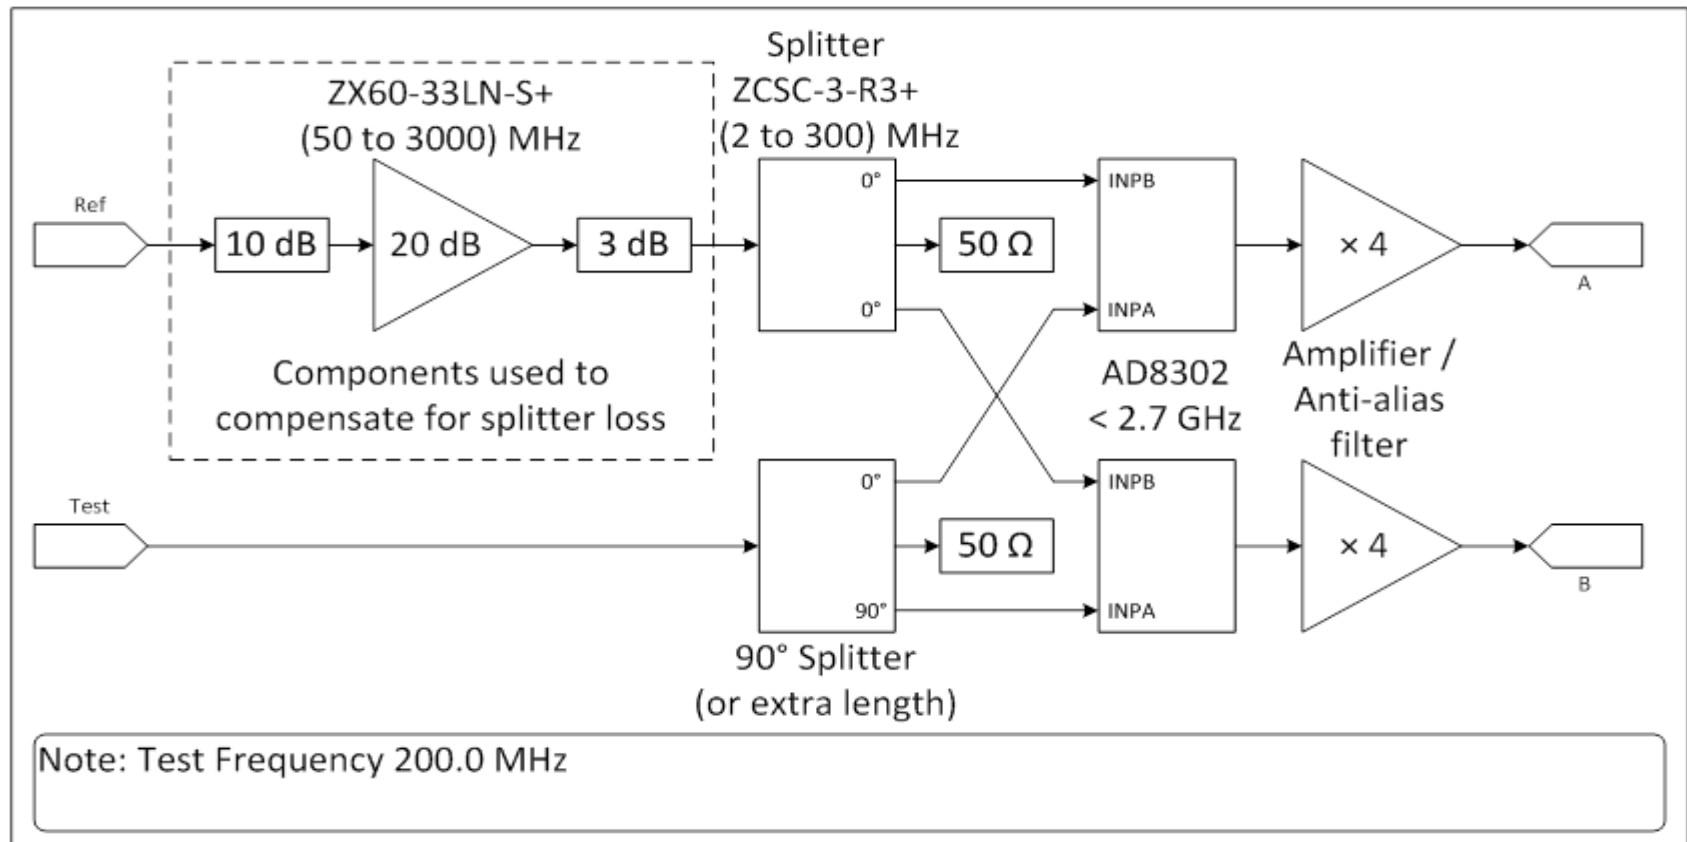 Splitter
ZX60-33LN-S+
ZCSC-3-R3+
(50 to 3000) MHz
(2 to 300) MHz
Ref
10 dB
20 dB
3 dB
0°
0°
50 Ω
INPB
INPA
× 4
A
Components used to
compensate for splitter loss
AD8302
< 2.7 GHz
Amplifier /
Anti-alias
filter
Test
0°
90°
50 Ω
INPB
INPA
× 4
B
90° Splitter
(or extra length)
Note: Test Frequency 200.0 MHz